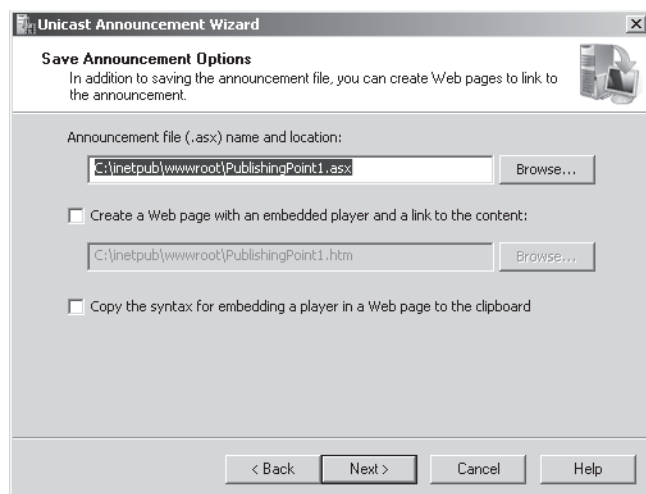 Unicast Announcement Wizard
Save Announcement Options
In addition to saving the announcement file, you can create Web pages to link to
the announcement.
Announcement file (.asx) name and location:
C:\inetpub\wwwroot\PublishingPoint1.asx
Browse...
Create a Web page with an embedded player and a link to the content:
C:\inetpub\wwwroot\PublishingPoint1.htm
Browse...
Copy the syntax for embedding a player in a Web page to the clipboard
< Back Next > Cancel Help